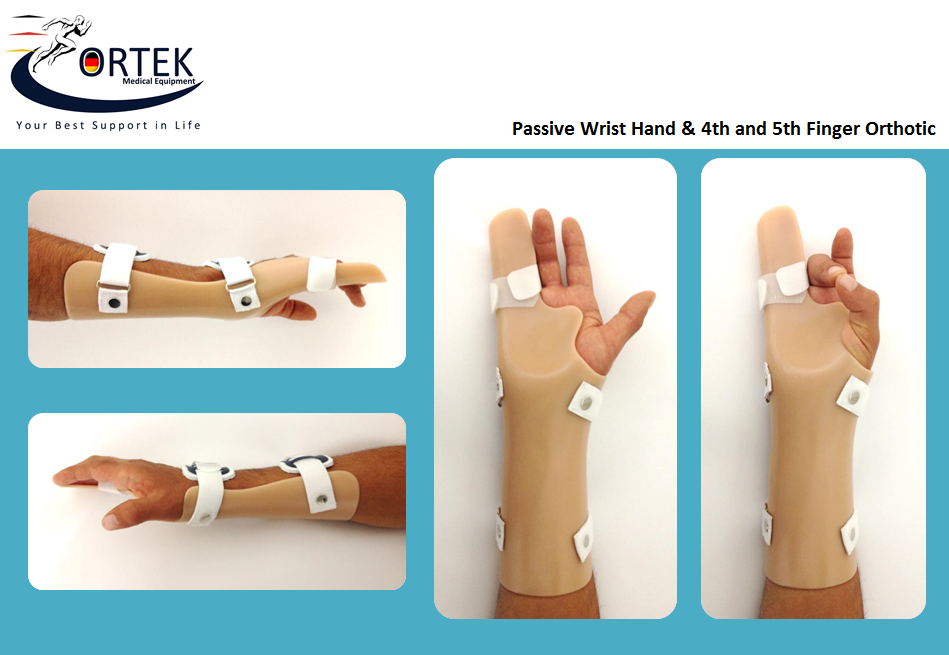 ORTEK
Medical Equipment
Your Best Support in Life
Passive Wrist Hand & 4th and 5th Finger Orthotic